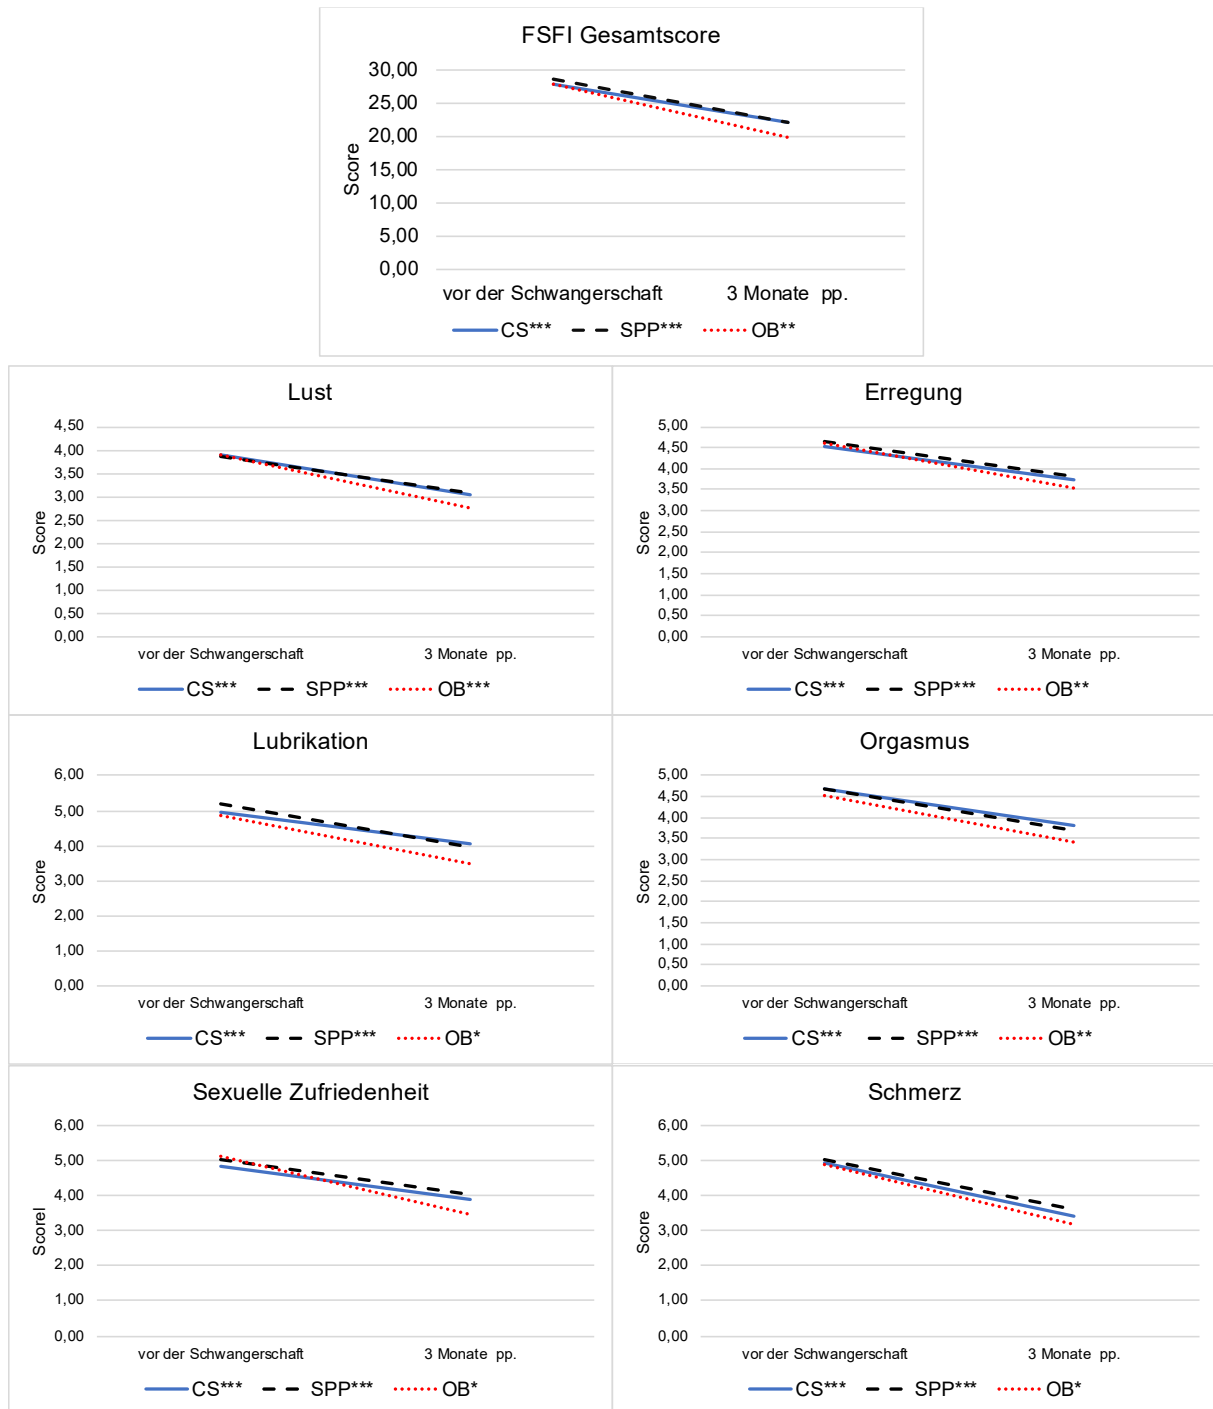 FSFI Gesamtscore
30,00
25,00
20,00
15,00
10,00
5,00
0,00
Score
vor der Schwangerschaft 3 Monate pp.
CS*** SPP*** OB**
Lust
4,50
4,00
3,50
3,00
2,50
2,00
1,50
1,00
0,50
0,00
Score
vor der Schwangerschaft 3 Monate pp.
CS*** SPP*** OB***
Erregung
5,00
4,50
4,00
3,50
3,00
2,50
2,00
1,50
1,00
0,50
0,00
Score
vor der Schwangerschaft 3 Monate pp.
CS*** SPP*** OB**
Lubrikation
6,00
5,00
4,00
3,00
2,00
1,00
0,00
Score
vor der Schwangerschaft 3 Monate pp.
CS*** SPP*** OB*
Orgasmus
5,00
4,50
4,00
3,50
3,00
2,50
2,00
1,50
1,00
0,50
0,00
Score
vor der Schwangerschaft 3 Monate pp.
CS*** SPP*** OB**
Sexuelle Zufriedenheit
6,00
5,00
4,00
3,00
2,00
1,00
0,00
Scorel
vor der Schwangerschaft 3 Monate pp.
CS*** SPP*** OB*
Schmerz
6,00
5,00
4,00
3,00
2,00
1,00
0,00
Score
vor der Schwangerschaft 3 Monate pp.
CS*** SPP*** OB*